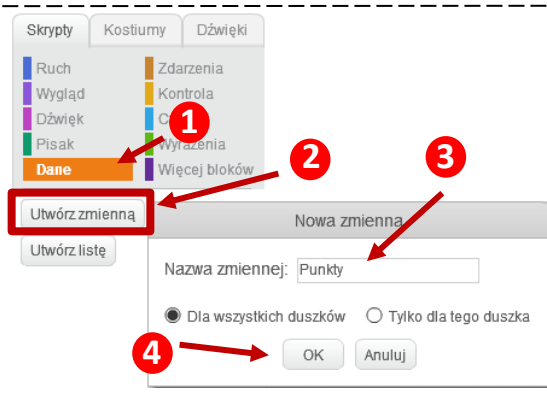 Skrypty Kostiumy Dźwięki
Ruch Zdarzenia
Wygląd Kontrola
Dźwięk
1
Pisak Wyrażenia
Dane Więcej bloków
2
3
Utwórz zmienną
Nowa zmienna
Utwórz listę
Nazwa zmiennej: Punkty
Dla wszystkich duszków Tylko dla tego duszka
4
OK Anuluj